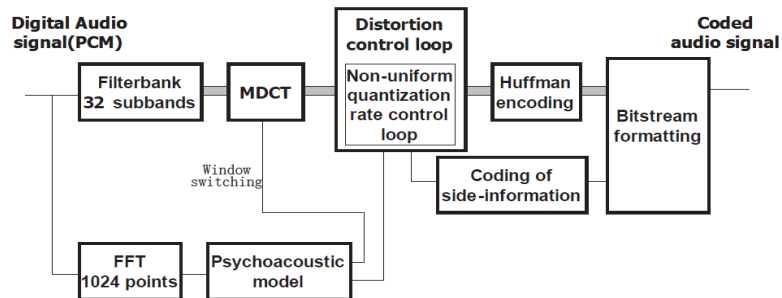 Digital Audio
signal(PCM)
Filterbank
32 subbands
MDCT
Distortion
control loop
Non-uniform
quantization
rate control
loop
Huffman
encoding
Coded
audio signal
Bitstream
formatting
Window
switching
Coding of
side-information
FFT
1024 points
Psychoacoustic
model